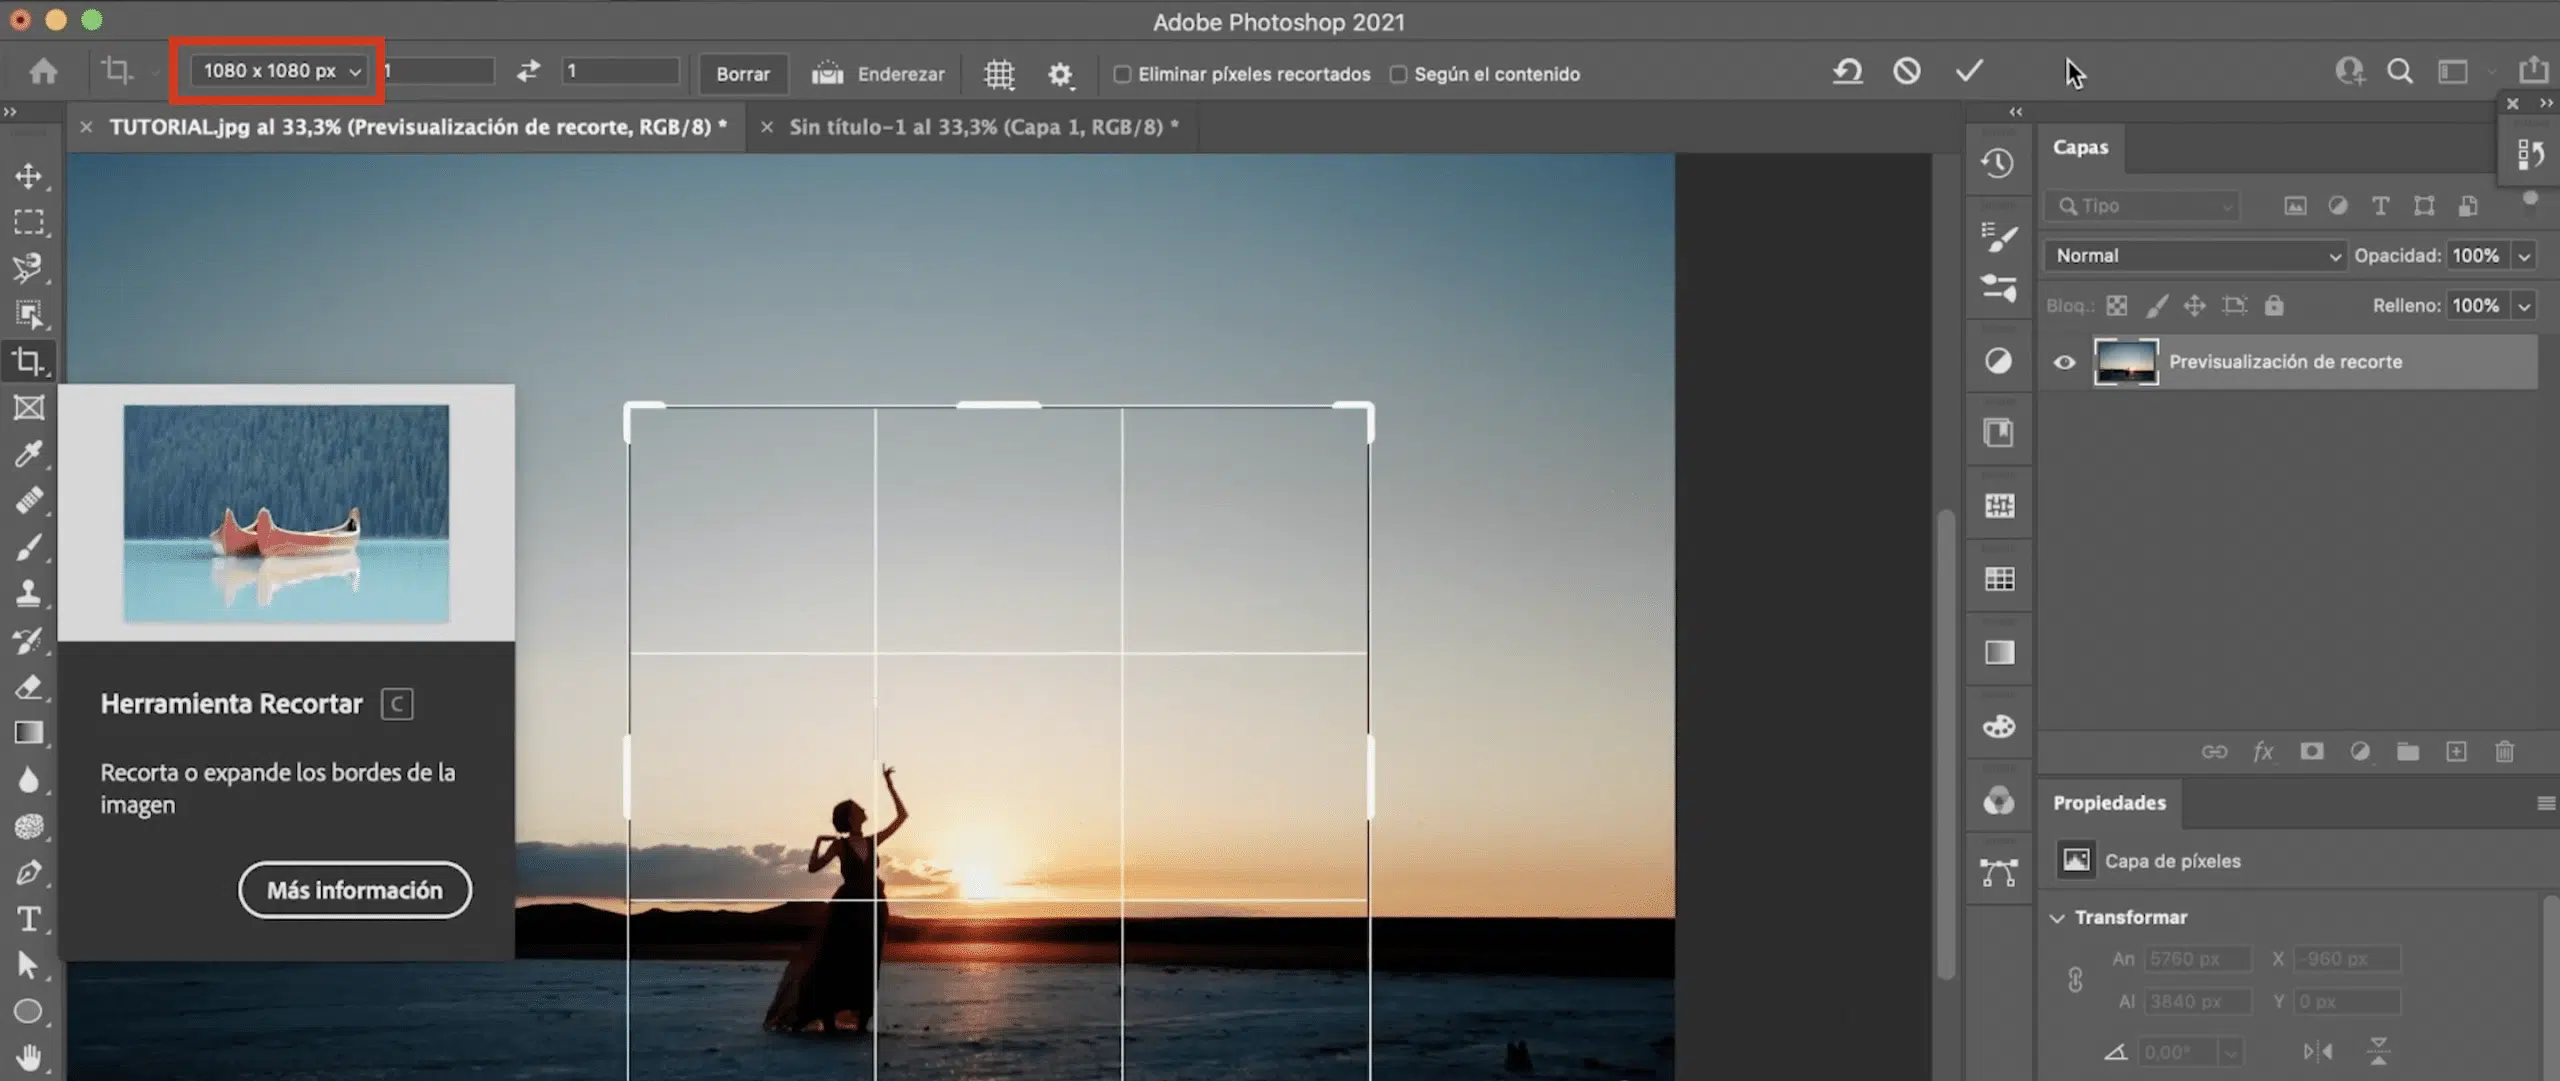 Adobe Photoshop 2021
1080 x 1080 px
1
1
Borrar
Enderezar
Eliminar píxeles recortados
Según el contenido
TUTORIAL.jpg al 33,3% (Previsualización de recorte, RGB/8) *
Sin título-1 al 33,3% (Capa 1, RGB/8) *
Capas
Tipo
Normal
Opacidad: 100%
Bloq.:
Relleno: 100%
Previsualización de recorte
Herramienta Recortar C
Recorta o expande los bordes de la
imagen
Más información
fx
Propiedades
Capa de píxeles
Transformar
An 5760 px X -960 px
Al 3840 px Y 0 px
0,00°